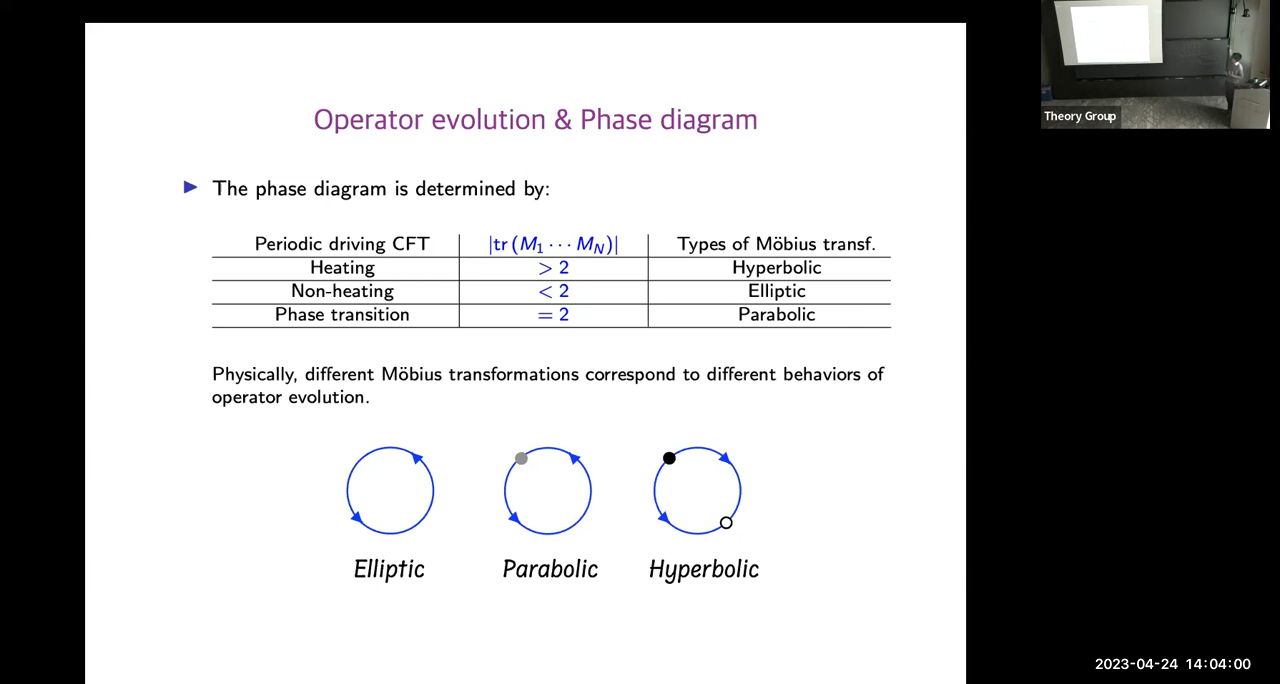 Operator evolution & Phase diagram
The phase diagram is determined by:
Periodic driving CFT |tr (M₁ ··· M_N)| Types of Möbius transf.
Heating > 2 Hyperbolic
Non-heating < 2 Elliptic
Phase transition = 2 Parabolic
Physically, different Möbius transformations correspond to different behaviors of
operator evolution.
Elliptic Parabolic Hyperbolic
Theory Group
2023-04-24 14:04:00